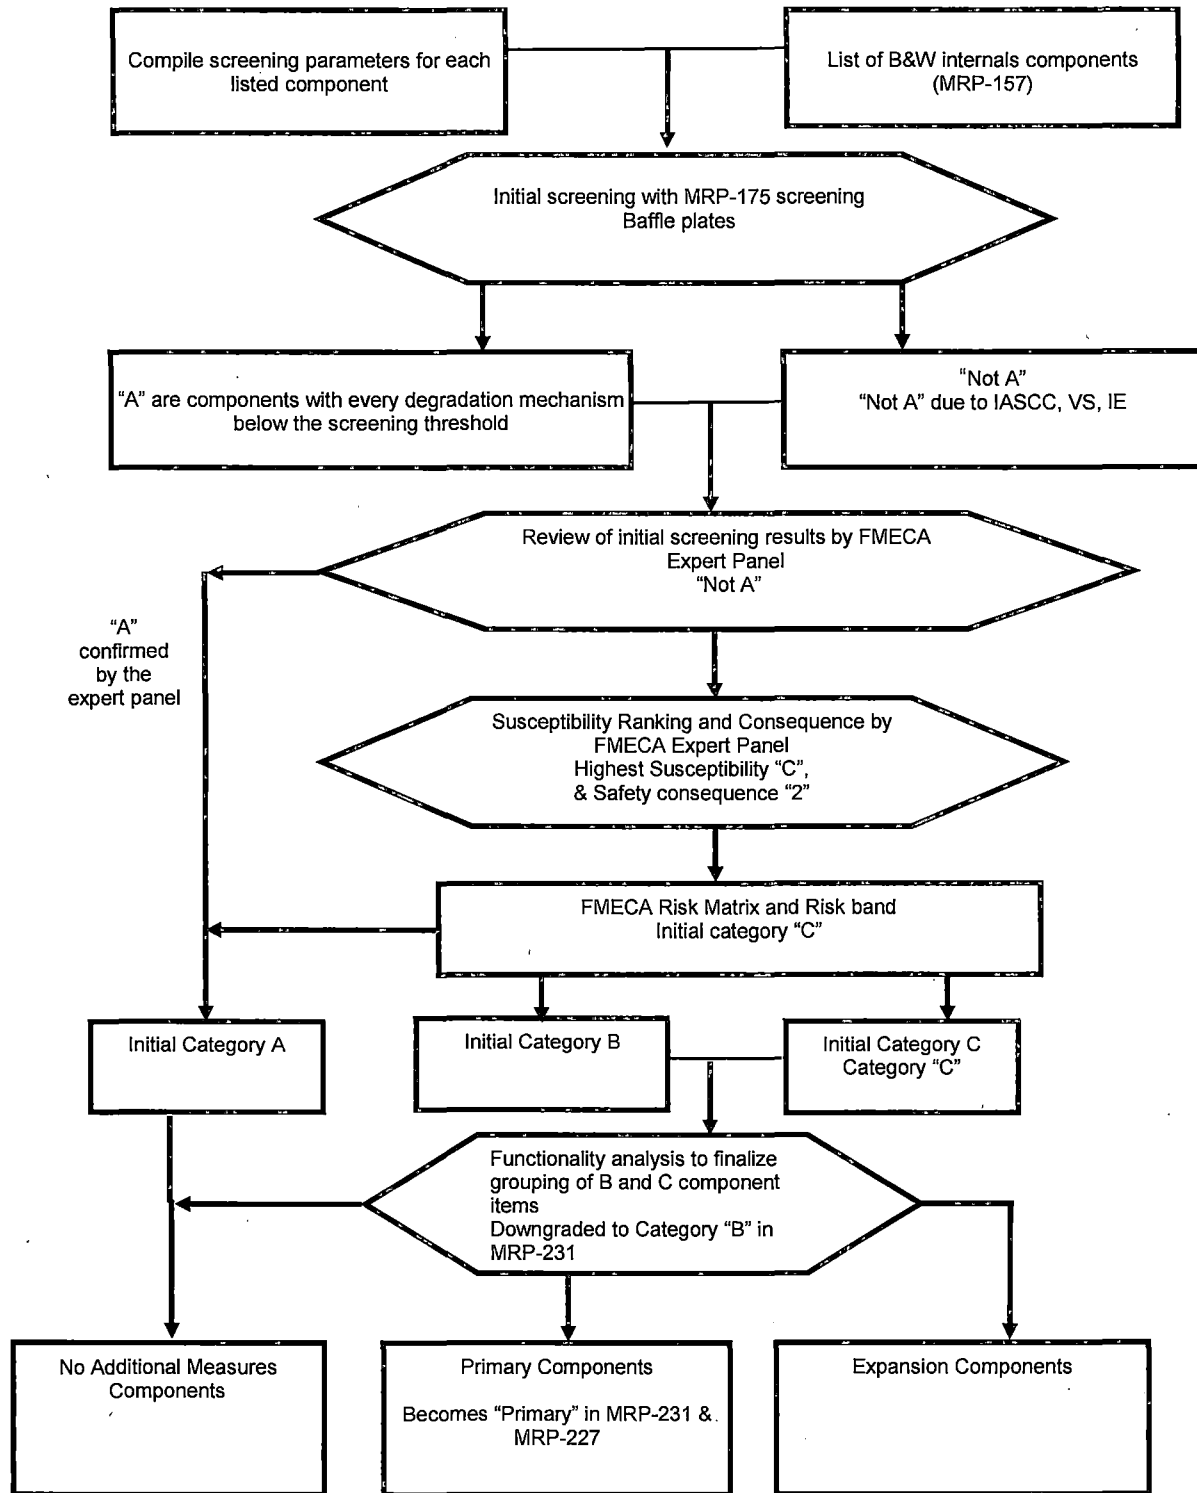 Compile screening parameters for each
listed component
List of B&W internals components
(MRP-157)
Initial screening with MRP-175 screening
Baffle plates
"A" are components with every degradation mechanism
below the screening threshold
"Not A"
"Not A" due to IASCC, VS, IE
Review of initial screening results by FMECA
Expert Panel
"Not A"
"A"
confirmed
by the
expert panel
Susceptibility Ranking and Consequence by
FMECA Expert Panel
Highest Susceptibility "C",
& Safety consequence "2"
FMECA Risk Matrix and Risk band
Initial category "C"
Initial Category A
Initial Category B
Initial Category C
Category "C"
Functionality analysis to finalize
grouping of B and C component
items
Downgraded to Category "B" in
MRP-231
No Additional Measures
Components
Primary Components
Becomes "Primary" in MRP-231 &
MRP-227
Expansion Components